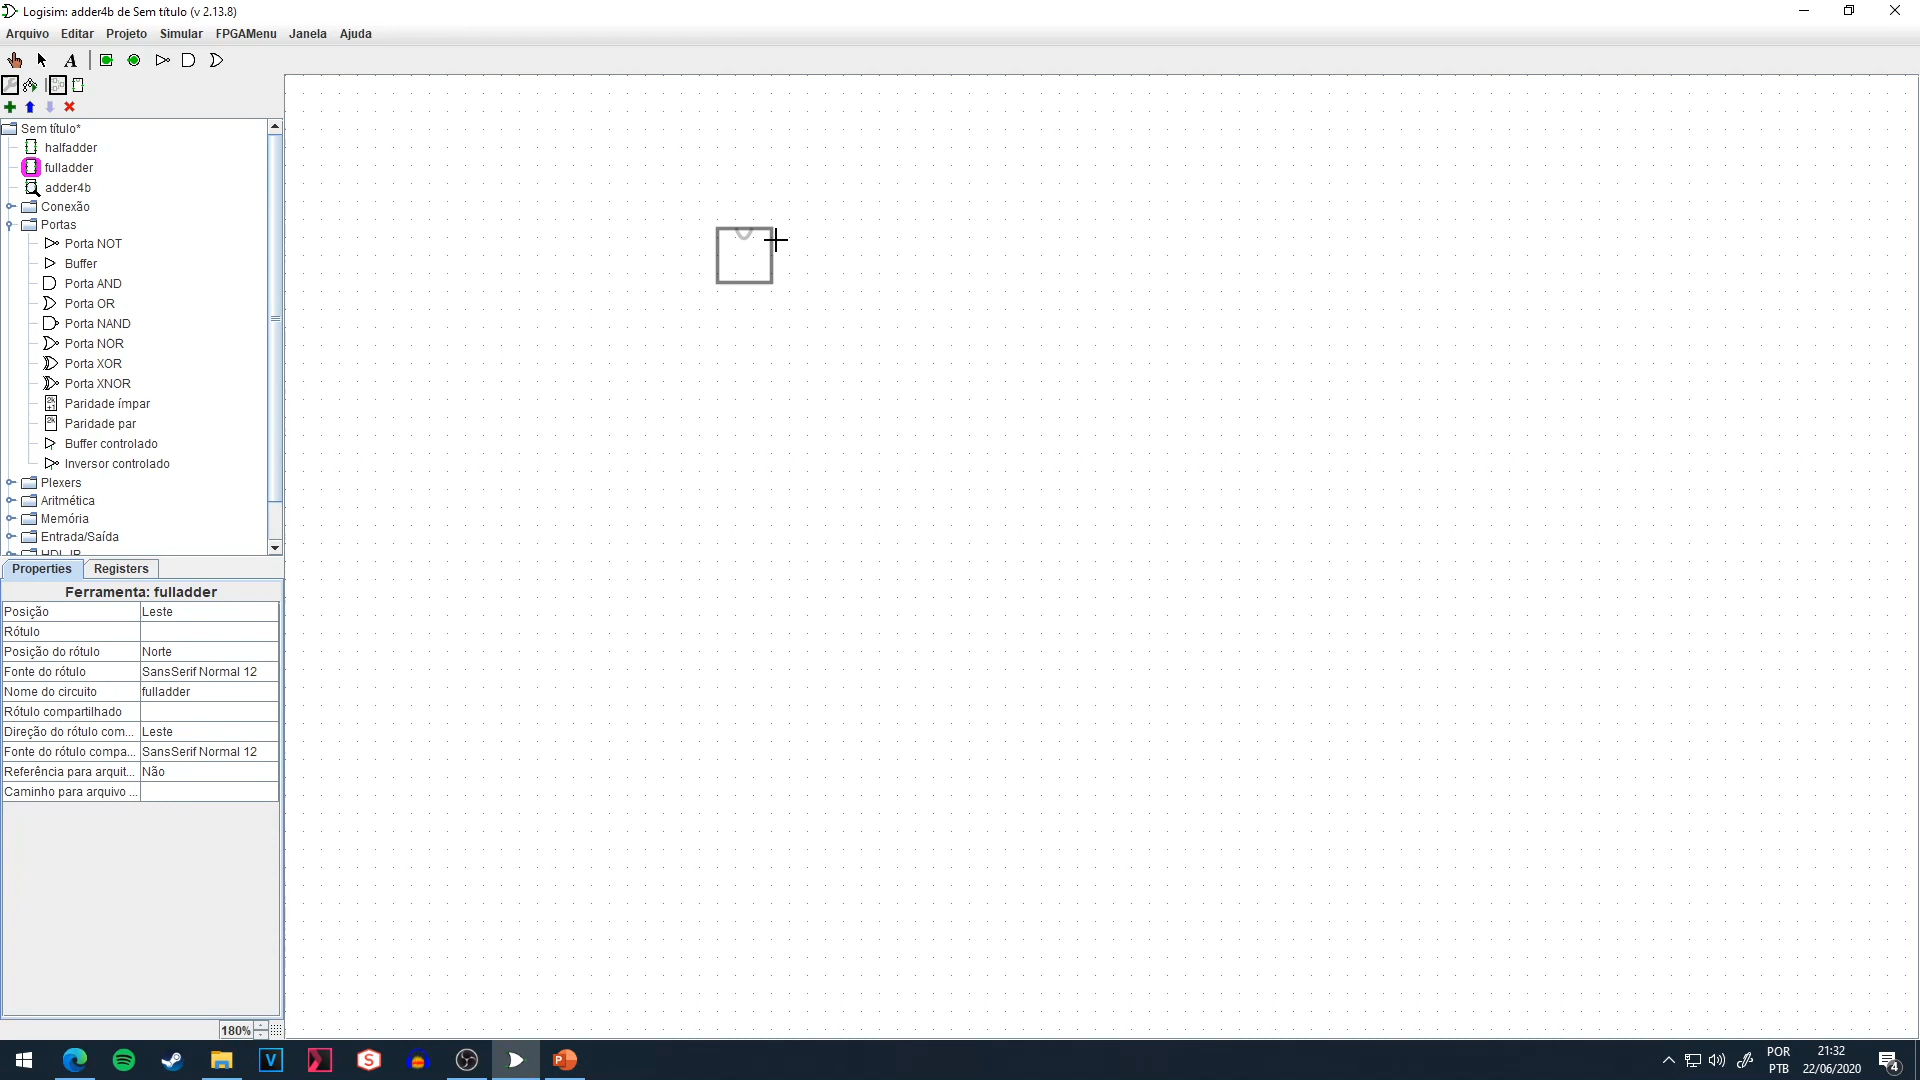 Logisim: adder4b de Sem título (v 2.13.8)
Arquivo Editar Projeto Simular FPGAMenu Janela Ajuda
A
Sem título*
halfadder
fulladder
adder4b
Conexão
Portas
Porta NOT
Buffer
Porta AND
Porta OR
Porta NAND
Porta NOR
Porta XOR
Porta XNOR
Paridade ímpar
Paridade par
Buffer controlado
Inversor controlado
Plexers
Aritmética
Memória
Entrada/Saída
HDL-IP
Properties Registers
Ferramenta: fulladder
Posição Leste
Rótulo
Posição do rótulo Norte
Fonte do rótulo SansSerif Normal 12
Nome do circuito fulladder
Rótulo compartilhado
Direção do rótulo com... Leste
Fonte do rótulo compa... SansSerif Normal 12
Referência para arquit... Não
Caminho para arquivo ...
180%
POR 21:32
PTB 22/06/2020 4